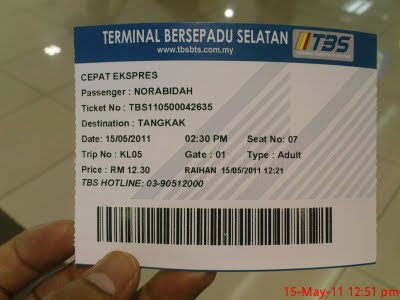 TERMINAL BERSEPADU SELATAN TBS
www.tbsbts.com.my
CEPAT EKSPRES
Passenger : NORABIDAH
Ticket No : TBS110500042635
Destination : TANGKAK
Date: 15/05/2011 02:30 PM Seat No: 07
Trip No : KL05 Gate : 01 Type : Adult
Price : RM 12.30 RAIHAN 15/05/2011 12:21
TBS HOTLINE: 03-90512000
15-May-11 12:51 pm